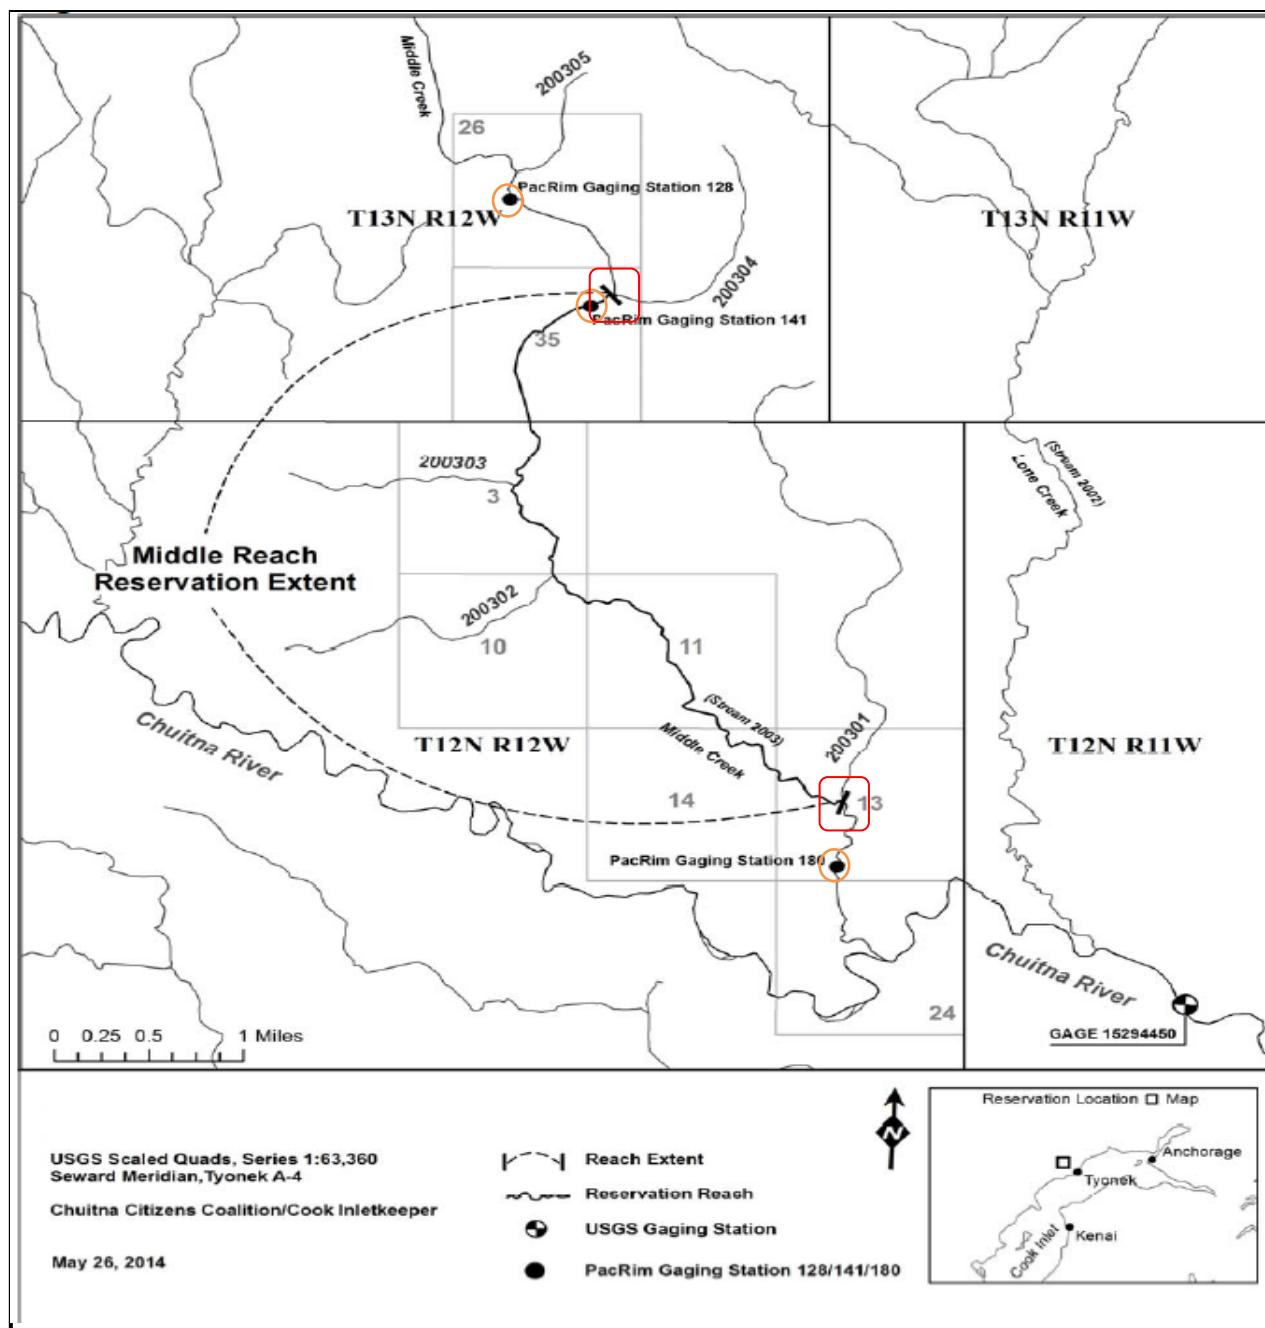 Middle Creek
200305
26
PacRim Gaging Station 128
T13N R12W
T13N R11W
200304
PacRim Gaging Station 141
35
200303
3
(Stream 2002)
Lone Creek
Middle Reach
Reservation Extent
200302
10
11
(Stream 2003)
Middle Creek
200301
Chuitna River
T12N R12W
T12N R11W
14
13
PacRim Gaging Station 180
Chuitna River
24
GAGE 15294450
0 0.25 0.5 1 Miles
USGS Scaled Quads, Series 1:63,360
Seward Meridian,Tyonek A-4
Chuitna Citizens Coalition/Cook Inletkeeper
May 26, 2014
Reach Extent
Reservation Reach
USGS Gaging Station
PacRim Gaging Station 128/141/180
N
Reservation Location Map
Anchorage
Tyonek
Kenai
Cook Inlet